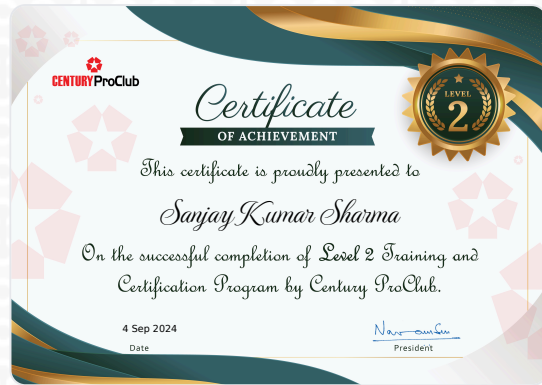 CENTURY ProClub
LEVEL
2
Certificate
OF ACHIEVEMENT
This certificate is proudly presented to
Sanjay Kumar Sharma
On the successful completion of Level 2 Training and
Certification Program by Century ProClub.
4 Sep 2024
Date
President